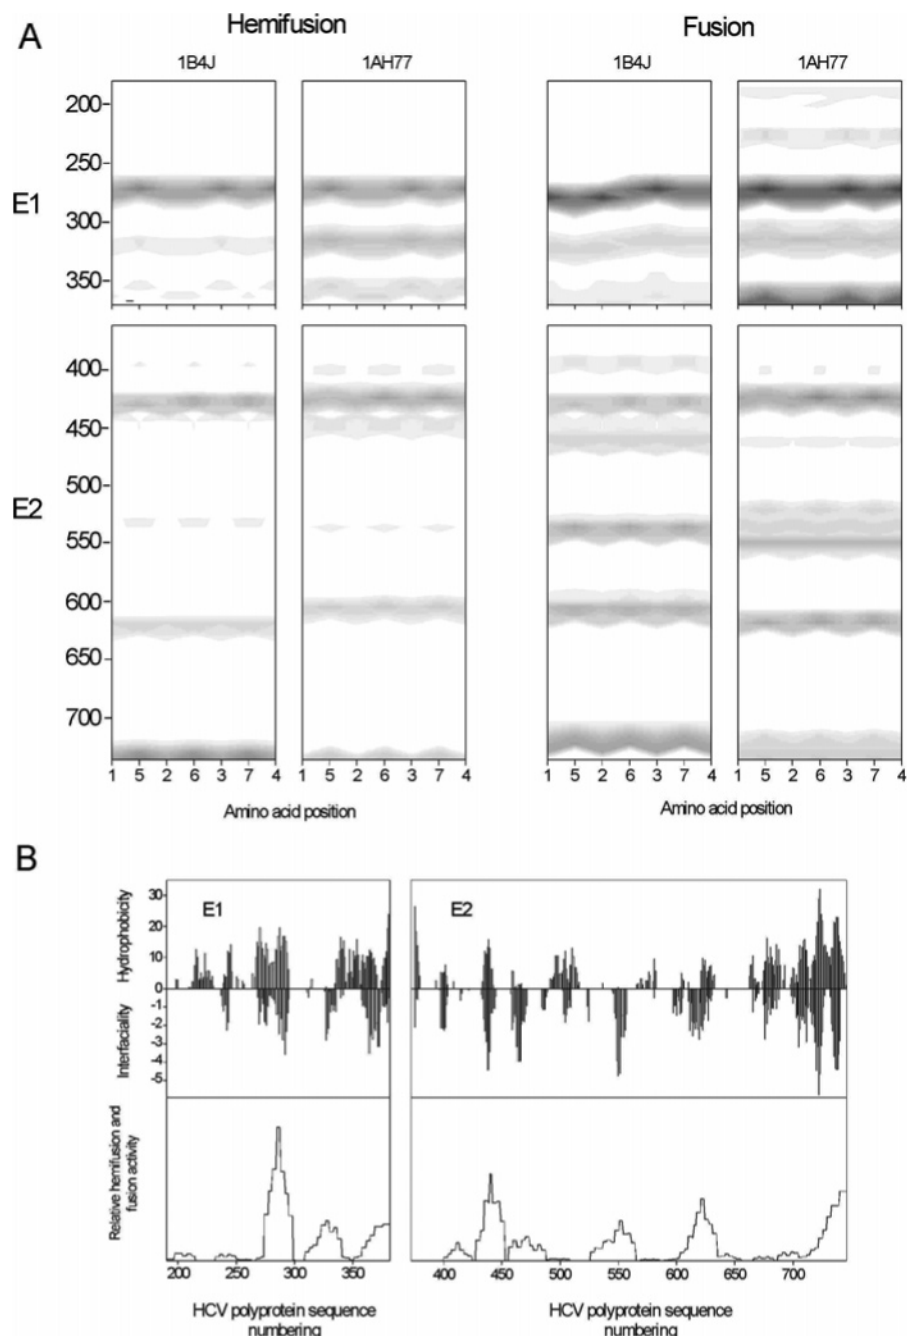 A
Hemifusion
Fusion
1B4J
1AH77
1B4J
1AH77
E1
200
250
300
350
E2
400
450
500
550
600
650
700
1 5 2 6 3 7 4
1 5 2 6 3 7 4
1 5 2 6 3 7 4
1 5 2 6 3 7 4
Amino acid position
Amino acid position
B
Hydrophobicity
30
20
10
0
Interfaciality
-1
-2
-3
-4
-5
E1
E2
Relative hemifusion and
fusion activity
200 250 300 350
400 450 500 550 600 650 700
HCV polyprotein sequence
numbering
HCV polyprotein sequence
numbering